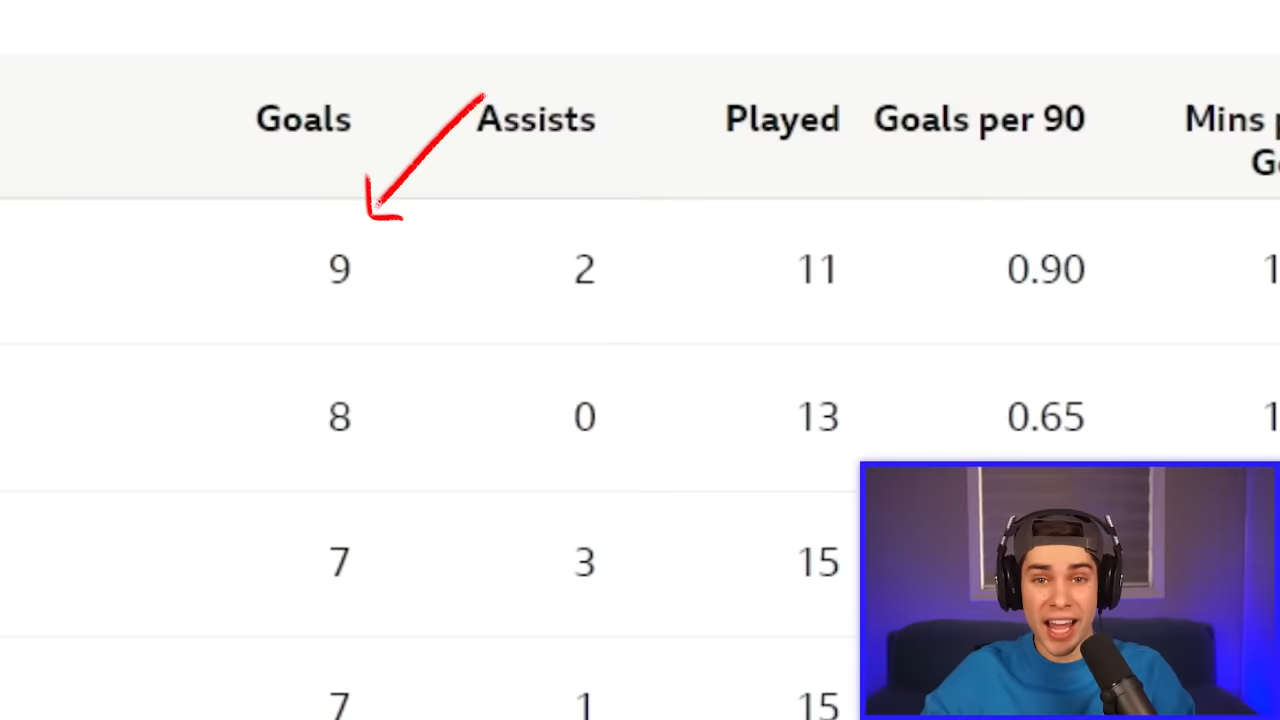 Goals Assists Played Goals per 90 Mins
9 2 11 0.90
8 0 13 0.65
7 3 15
7 1 15